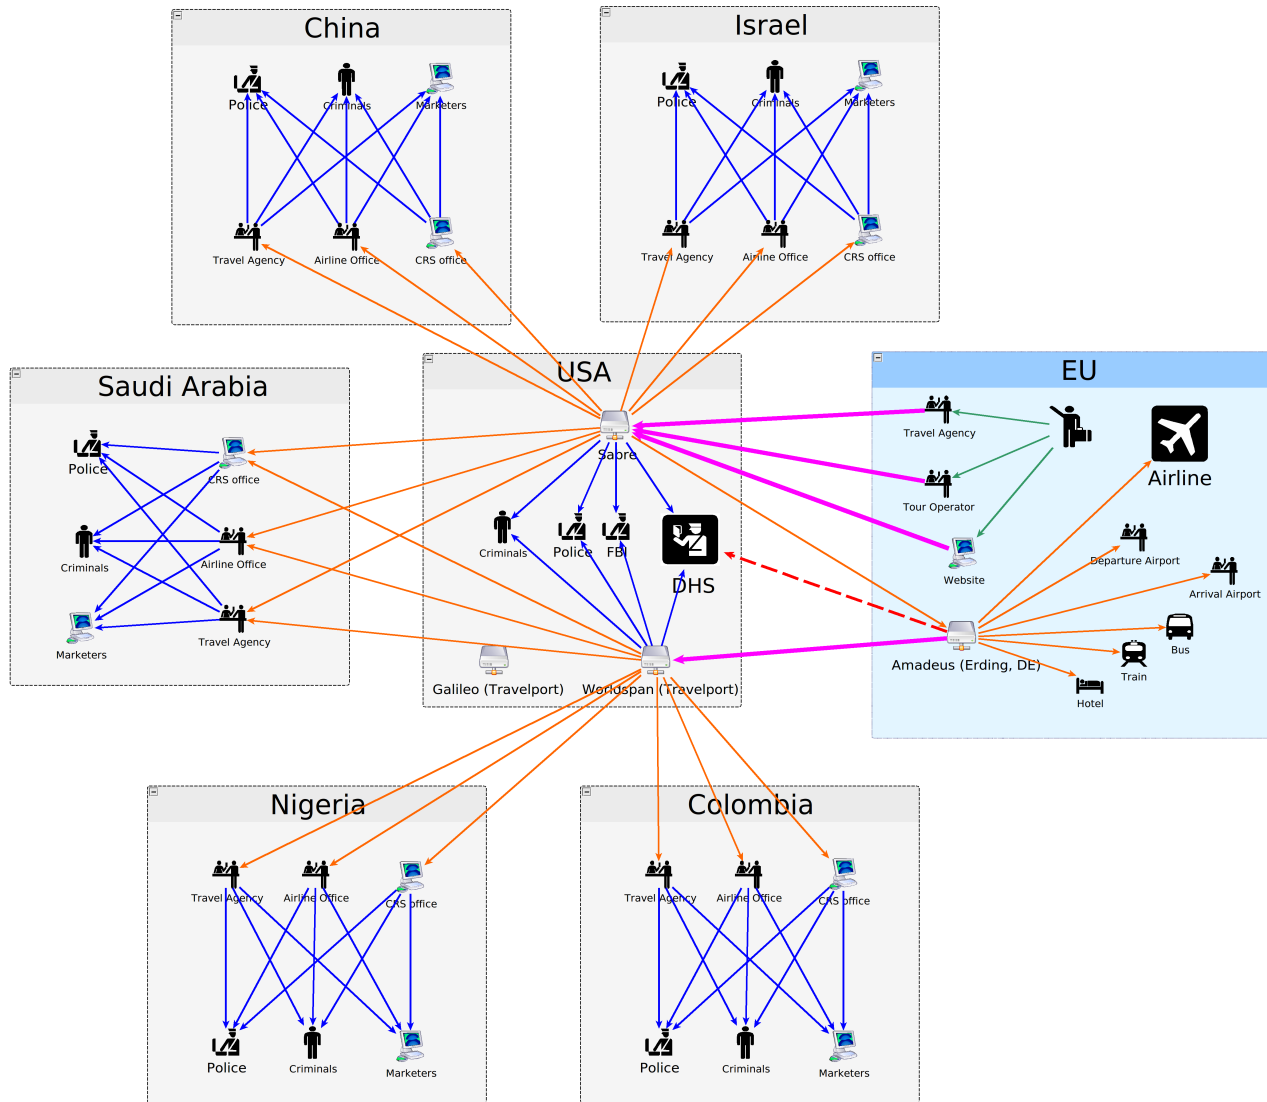 China
Police
Criminals
Marketers
Travel Agency
Airline Office
CRS office
Israel
Police
Criminals
Marketers
Travel Agency
Airline Office
CRS office
Saudi Arabia
Police
CRS office
Criminals
Airline Office
Marketers
Travel Agency
USA
Sabre
Criminals
Police
FBI
DHS
Galileo (Travelport)
Worldspan (Travelport)
EU
Travel Agency
Airline
Tour Operator
Website
Departure Airport
Arrival Airport
Bus
Amadeus (Erding, DE)
Train
Hotel
Nigeria
Travel Agency
Airline Office
CRS office
Police
Criminals
Marketers
Colombia
Travel Agency
Airline Office
CRS office
Police
Criminals
Marketers